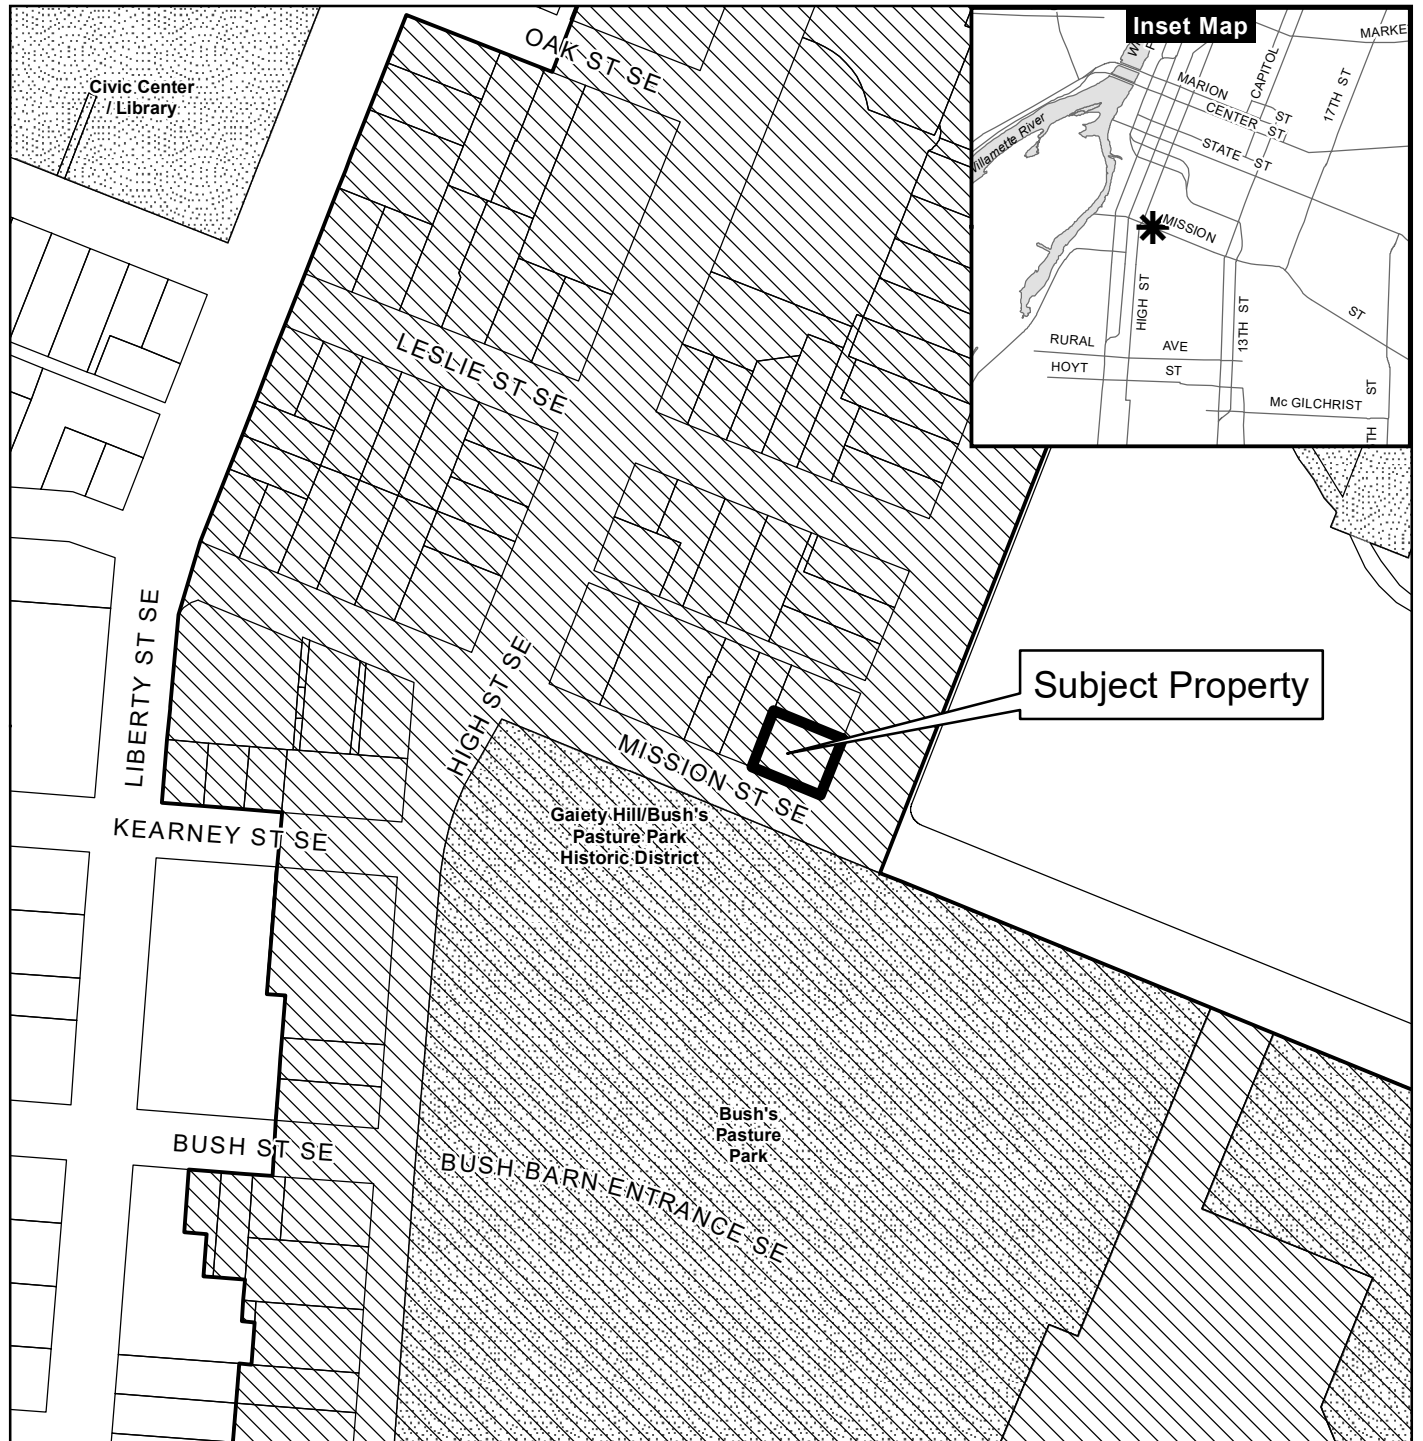 OAK ST SE
Civic Center
/ Library
Inset Map
MARKE
MARION
CAPITOL
ST
17TH ST
CENTER ST
STATE ST
Willamette River
MISSION
ST
HIGH ST
13TH ST
RURAL AVE
HOYT ST
Mc GILCHRIST
ST
TH
LESLIE ST SE
LIBERTY ST SE
HIGH ST SE
Subject Property
MISSION ST SE
Gaiety Hill/Bush's
Pasture Park
Historic District
KEARNEY ST SE
Bush's
Pasture
Park
BUSH ST SE
BUSH BARN ENTRANCE SE